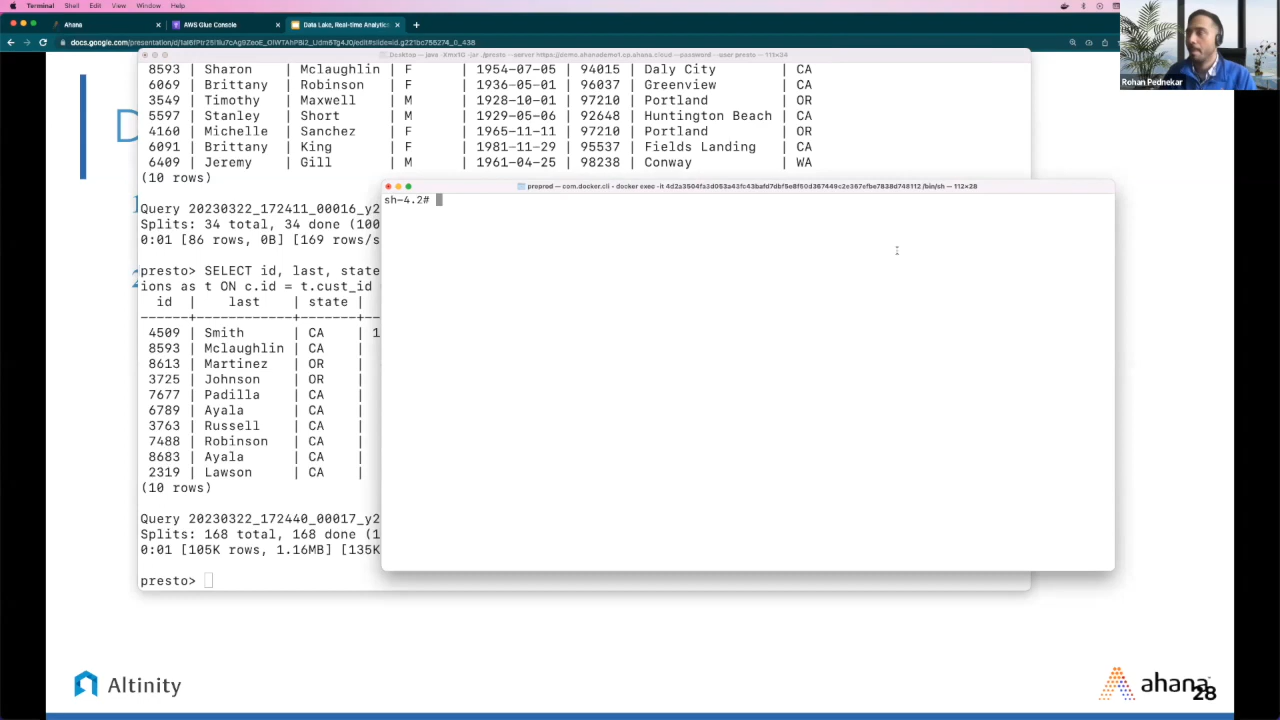 Terminal Shell Edit View Window Help
Ahana
AWS Glue Console
Data Lake, Real-time Analytics
Rohan Pednekar
8593 | Sharon | Mclaughlin | F | 1954-07-05 | 94015 | Daly City | CA
6069 | Brittany | Robinson | F | 1936-05-01 | 96037 | Greenview | CA
3549 | Timothy | Maxwell | M | 1928-10-01 | 97210 | Portland | OR
5597 | Stanley | Short | M | 1929-05-06 | 92648 | Huntington Beach | CA
4160 | Michelle | Sanchez | F | 1965-11-11 | 97210 | Portland | OR
6091 | Brittany | King | F | 1981-11-29 | 95537 | Fields Landing | CA
6409 | Jeremy | Gill | M | 1961-04-25 | 98238 | Conway | WA
(10 rows)
sh-4.2#
Query 20230322_172411_00016_y2
Splits: 34 total, 34 done (100
0:01 [86 rows, 0B] [169 rows/s
presto> SELECT id, last, state
ions as t ON c.id = t.cust_id
id | last | state |
------+------------+-------+---
4509 | Smith | CA | 1
8593 | Mclaughlin | CA |
8613 | Martinez | OR |
3725 | Johnson | OR |
7677 | Padilla | CA |
6789 | Ayala | CA |
3763 | Russell | CA |
7488 | Robinson | CA |
8683 | Ayala | CA |
2319 | Lawson | CA |
(10 rows)
Query 20230322_172440_00017_y2
Splits: 168 total, 168 done (1
0:01 [105K rows, 1.16MB] [135K
presto>
Altinity
ahana
28